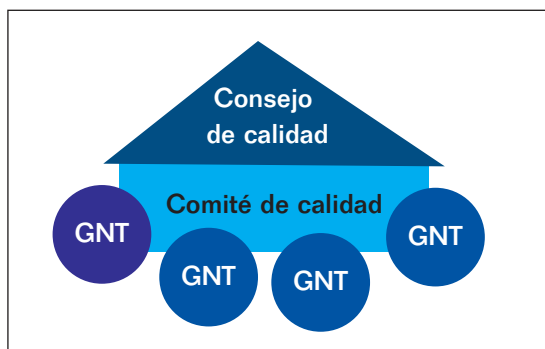 Consejo
de calidad
Comité de calidad
GNT
GNT
GNT
GNT